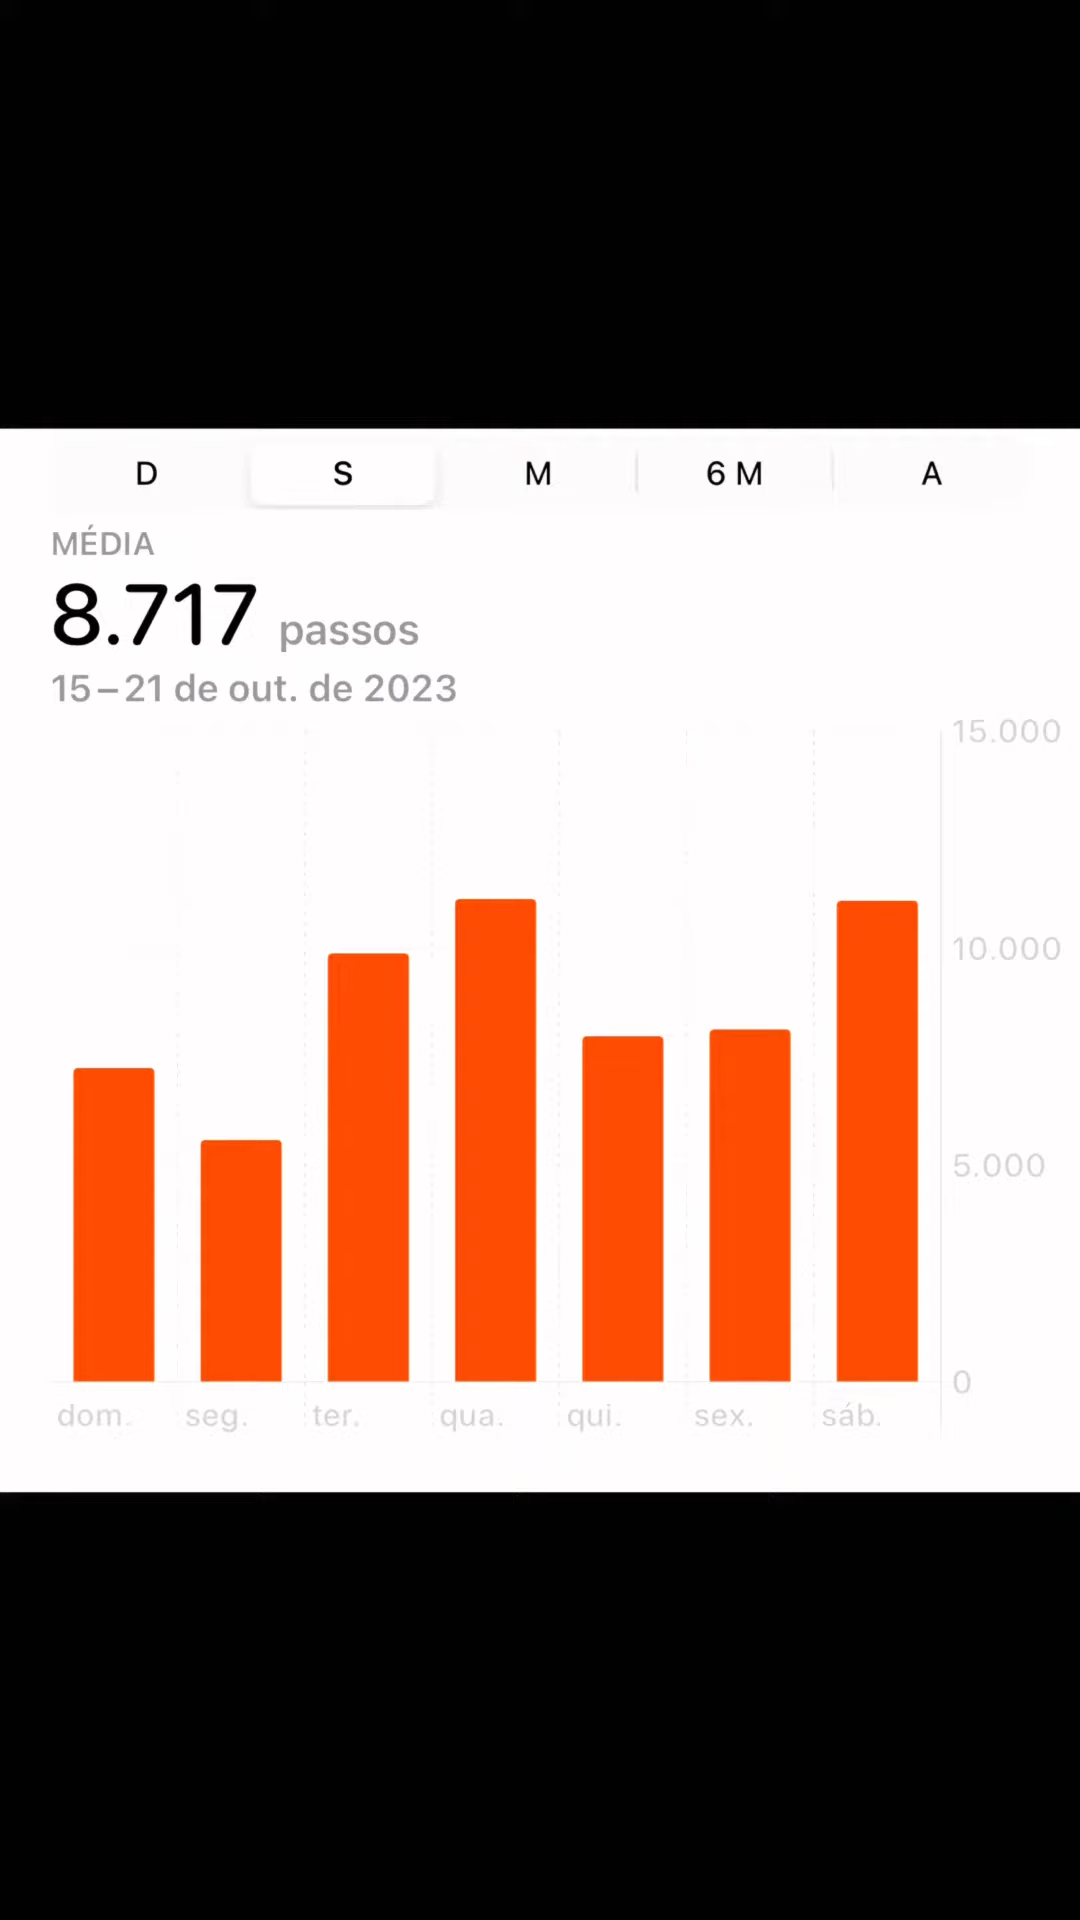 D S M 6 M A
MÉDIA
8.717 passos
15–21 de out. de 2023
15.000
10.000
5.000
0
dom. seg. ter. qua. qui. sex. sáb.